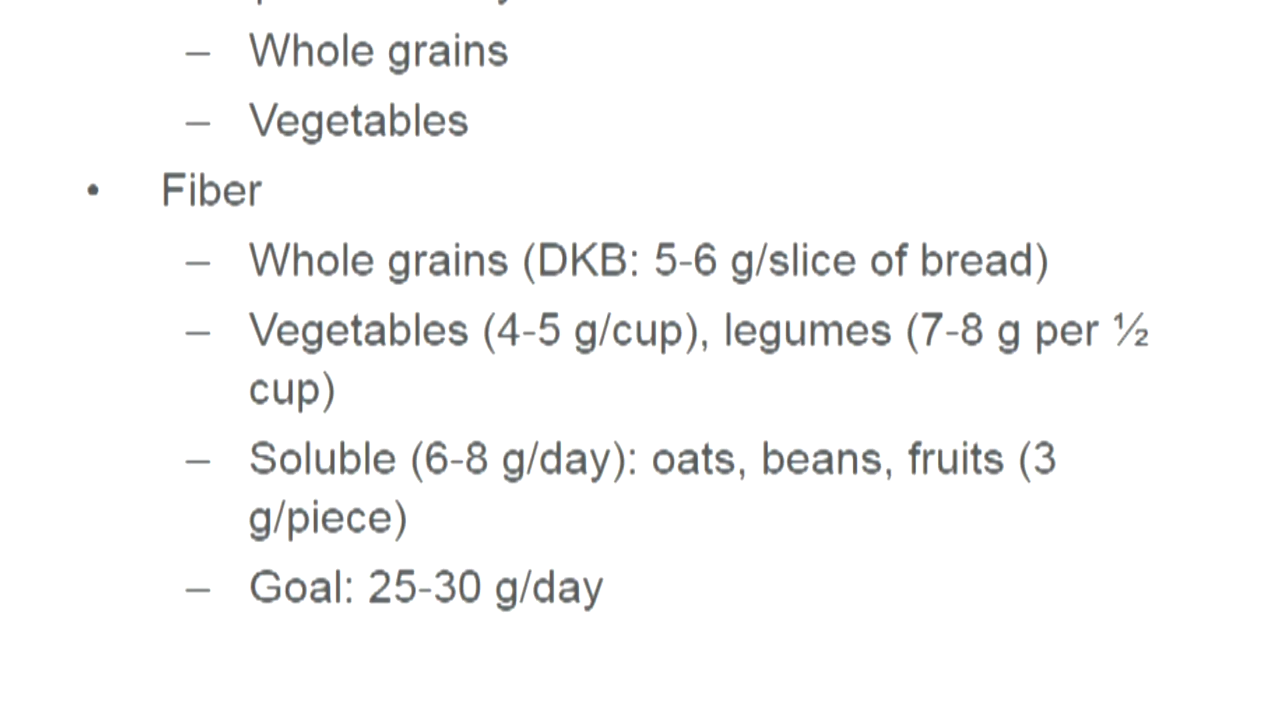 – Whole grains
– Vegetables
• Fiber
– Whole grains (DKB: 5-6 g/slice of bread)
– Vegetables (4-5 g/cup), legumes (7-8 g per ½
cup)
– Soluble (6-8 g/day): oats, beans, fruits (3
g/piece)
– Goal: 25-30 g/day